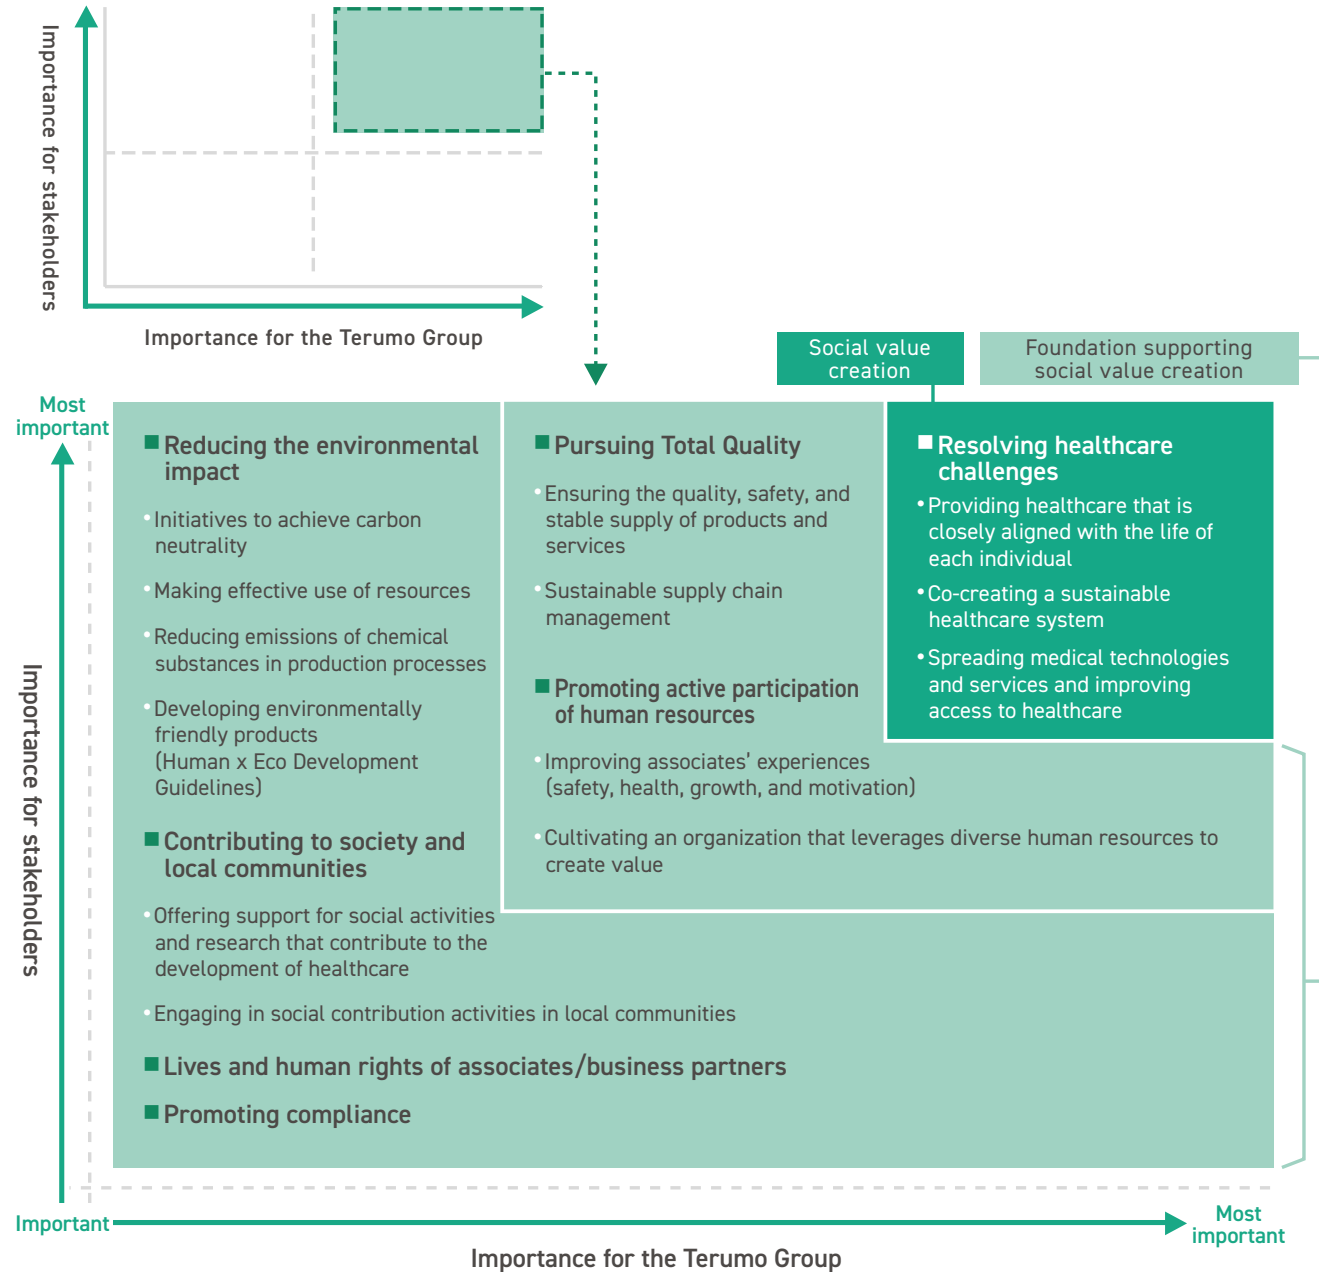 Importance for stakeholders
Importance for the Terumo Group
Social value
creation
Foundation supporting
social value creation
Most
important
■ Reducing the environmental
impact
• Initiatives to achieve carbon
neutrality
• Making effective use of resources
• Reducing emissions of chemical
substances in production processes
• Developing environmentally
friendly products
(Human x Eco Development
Guidelines)
■ Contributing to society and
local communities
• Offering support for social activities
and research that contribute to the
development of healthcare
• Engaging in social contribution activities in local communities
■ Lives and human rights of associates/business partners
■ Promoting compliance
■ Pursuing Total Quality
• Ensuring the quality, safety, and
stable supply of products and
services
• Sustainable supply chain
management
■ Promoting active participation
of human resources
• Improving associates’ experiences
(safety, health, growth, and motivation)
• Cultivating an organization that leverages diverse human resources to
create value
■ Resolving healthcare
challenges
• Providing healthcare that is
closely aligned with the life of
each individual
• Co-creating a sustainable
healthcare system
• Spreading medical technologies
and services and improving
access to healthcare
Importance for stakeholders
Important
Most
important
Importance for the Terumo Group